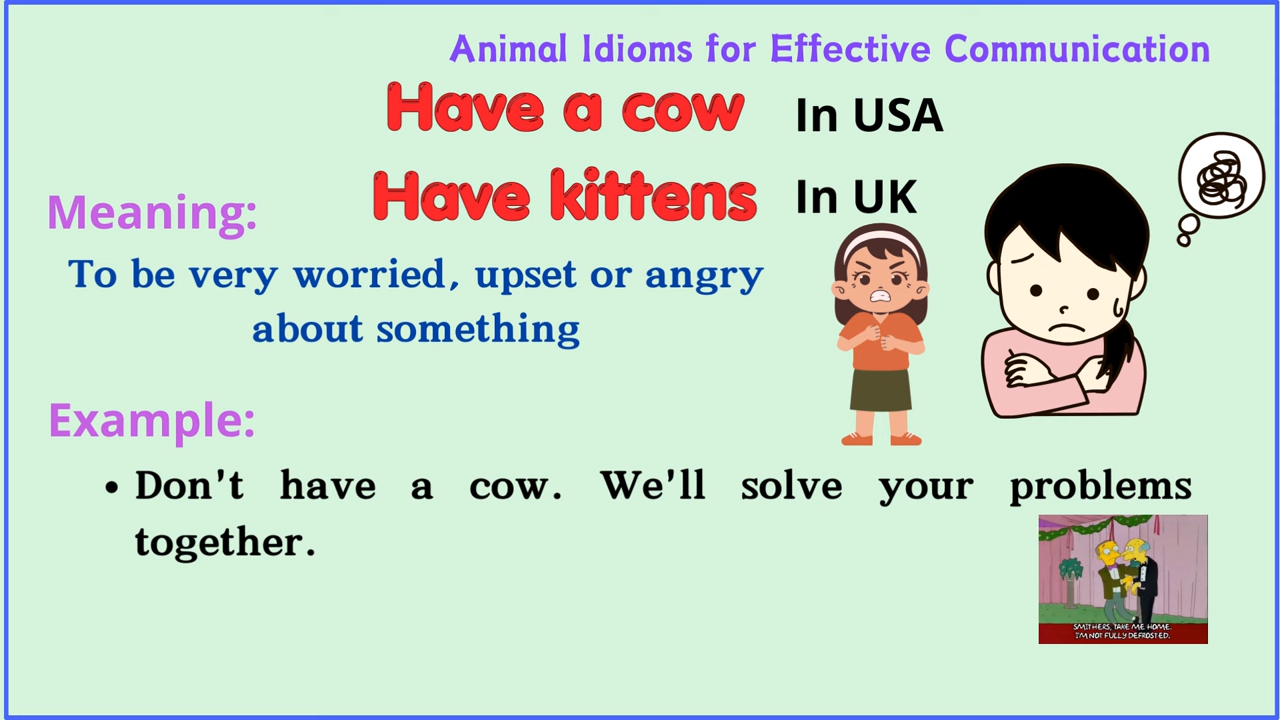 Animal Idioms for Effective Communication
Have a cow In USA
Have kittens In UK
Meaning:
To be very worried, upset or angry
about something
Example:
• Don't have a cow. We'll solve your problems
together.
SMITHERS, TAKE ME HOME.
I'M NOT FULLY DEFROSTED.